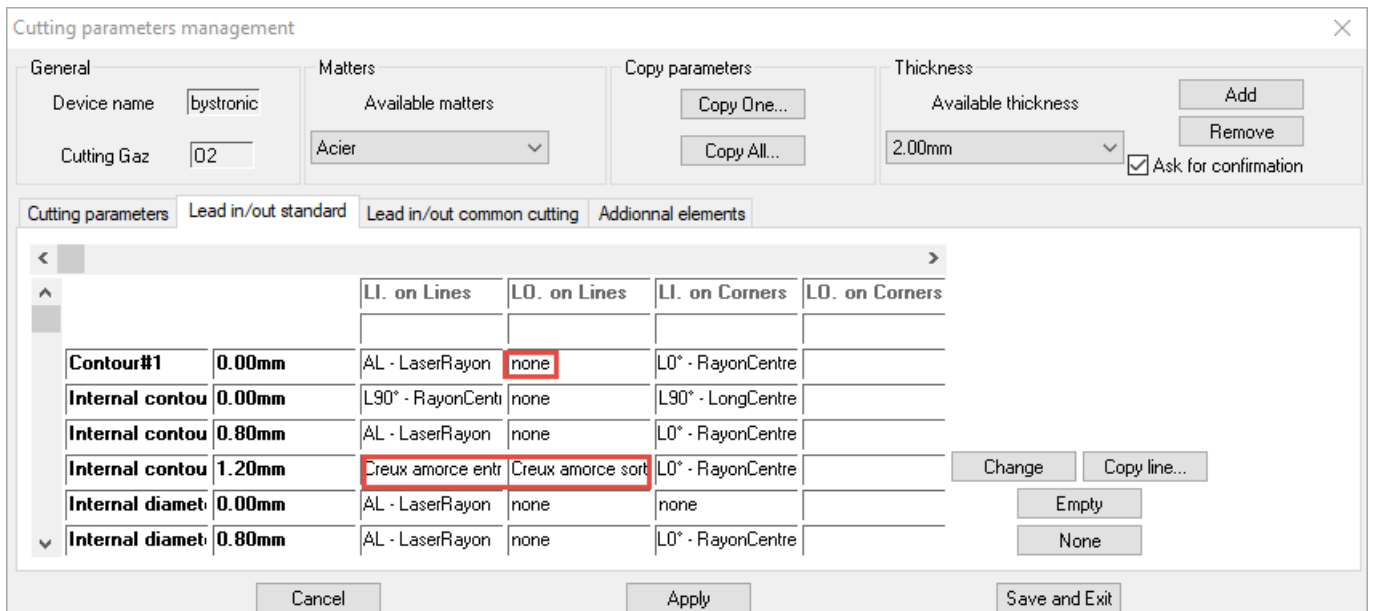 Cutting parameters management
General
Matters
Copy parameters
Thickness
Device name bystronic
Available matters
Copy One...
Available thickness
Add
Cutting Gaz O2
Acier
Copy All...
2.00mm
Remove
Ask for confirmation
Cutting parameters Lead in/out standard Lead in/out common cutting Addionnal elements
LI. on Lines LO. on Lines LI. on Corners LO. on Corners
Contour#1 0.00mm AL - LaserRayon none L0° - RayonCentre
Internal contou 0.00mm L90° - RayonCentr none L90° - LongCentre
Internal contou 0.80mm AL - LaserRayon none L0° - RayonCentre
Internal contou 1.20mm Creux amorce entr Creux amorce sort L0° - RayonCentre Change Copy line...
Internal diamet 0.00mm AL - LaserRayon none none Empty
Internal diamet 0.80mm AL - LaserRayon none L0° - RayonCentre None
Cancel Apply Save and Exit